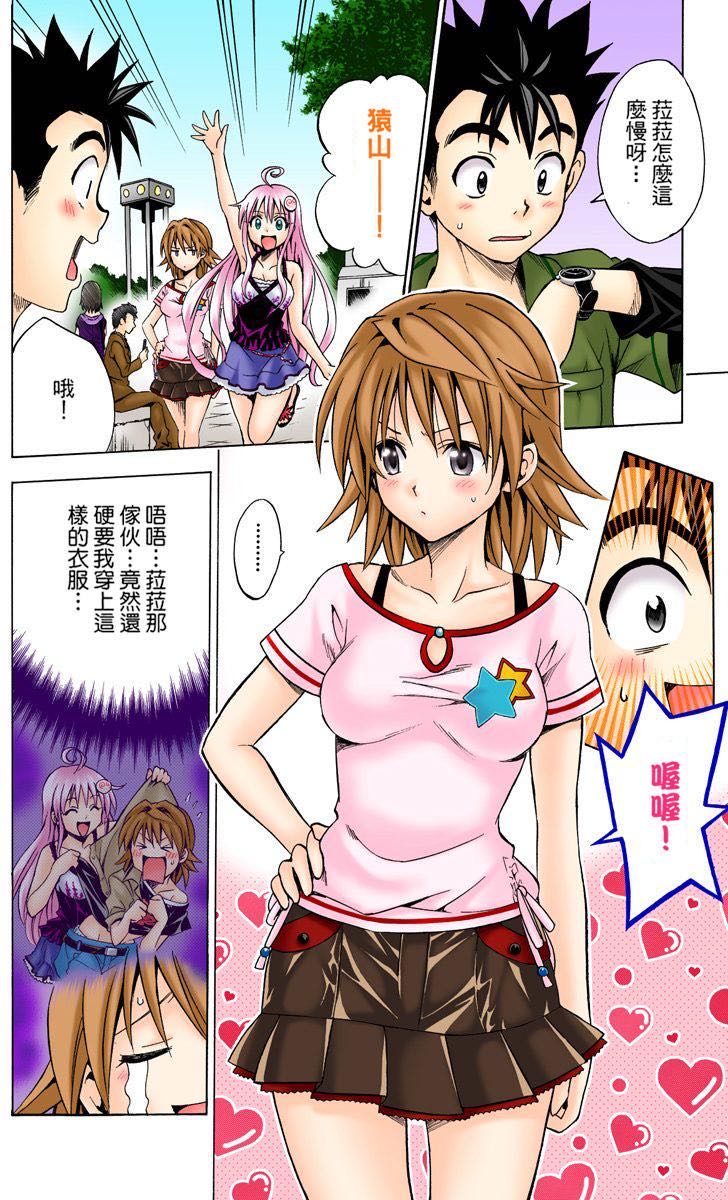 菈菈怎麼這
麼慢呀…
猿山——！
哦！
喔喔！
………
唔唔…菈菈那
傢伙…竟然還
硬要我穿上這
樣的衣服…